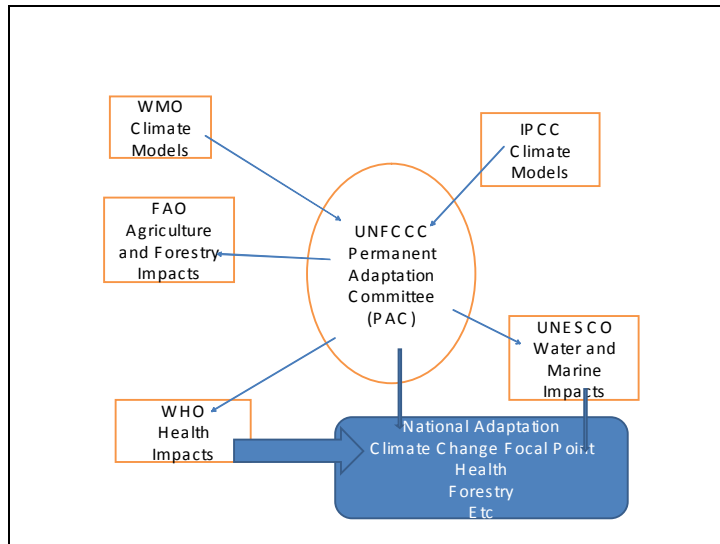 WMO
Climate
Models
IPCC
Climate
Models
FAO
Agriculture
and Forestry
Impacts
UNFCCC
Permanent
Adaptation
Committee
(PAC)
UNESCO
Water and
Marine
Impacts
WHO
Health
Impacts
National Adaptation
Climate Change Focal Point
Health
Forestry
Etc